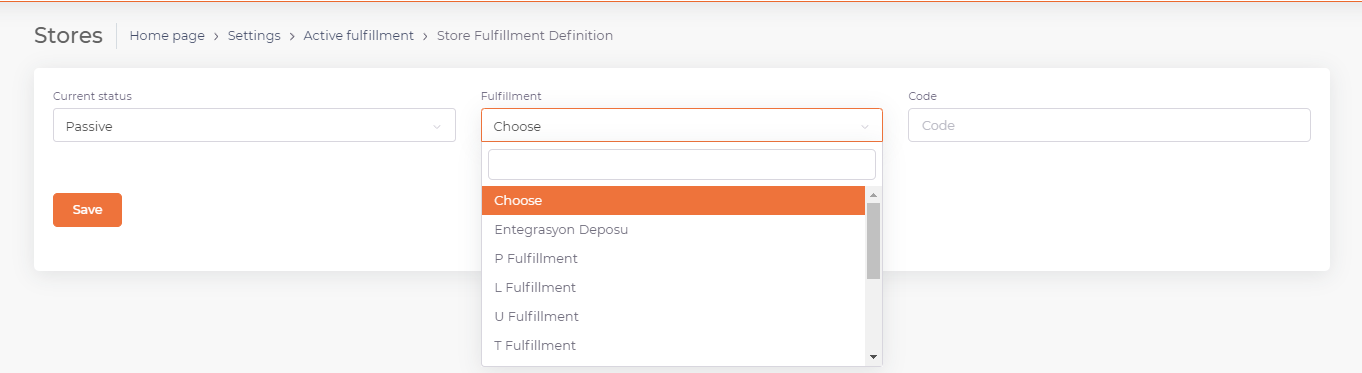 Stores
Home page › Settings › Active fulfillment › Store Fulfillment Definition
Current status
Passive
Fulfillment
Choose
Code
Code
Save
Choose
Entegrasyon Deposu
P Fulfillment
L Fulfillment
U Fulfillment
T Fulfillment